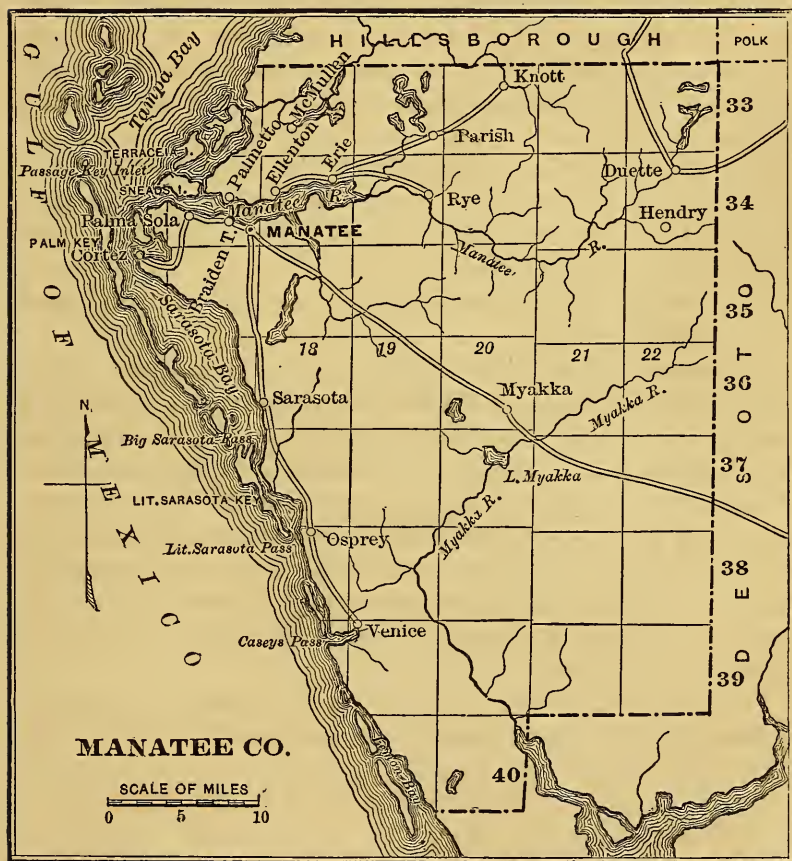 HILLSBOROUGH
POLK
GULF OF MEXICO
Tampa Bay
Knott
33
McMullen
Palmetto
Ellenton
Parish
TERRACE I.
Erie
Passage Key Inlet
SNEADS I.
Duette
Manatee R.
Rye
34
Palma Sola
Hendry
MANATEE
PALM KEY
Manatee R.
Cortez
Braiden T.
35
Sarasota Bay
18
19
20
21
22
36
DE SOTO
Sarasota
Myakka
Myakka R.
Big Sarasota Pass
37
L. Myakka
LIT. SARASOTA KEY
N.
Myakka R.
Osprey
Lit. Sarasota Pass
38
Venice
Caseys Pass
39
MANATEE CO.
40
SCALE OF MILES
0 5 10